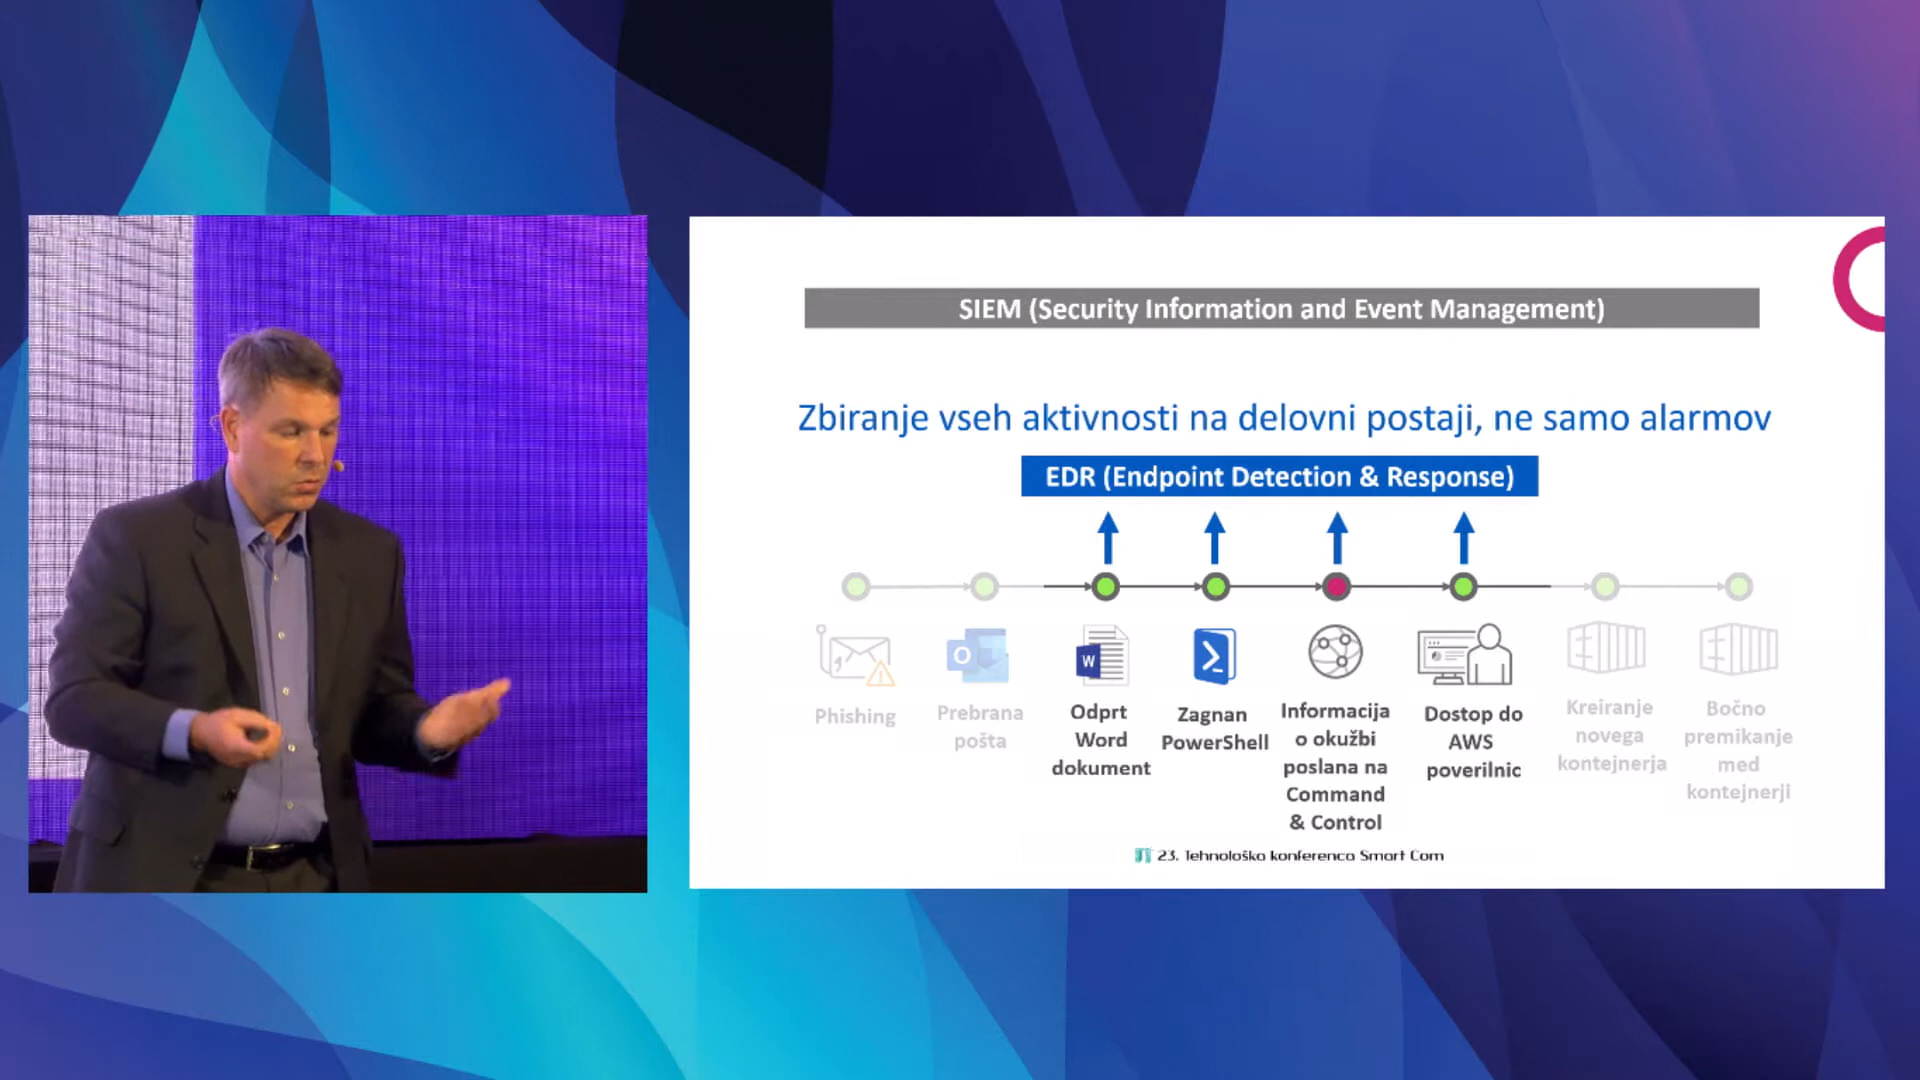 SIEM (Security Information and Event Management)
Zbiranje vseh aktivnosti na delovni postaji, ne samo alarmov
EDR (Endpoint Detection & Response)
O
W
Phishing
Prebrana
pošta
Odprt
Word
dokument
Zagnan
PowerShell
Informacija
o okužbi
poslana na
Command
& Control
Dostop do
AWS
poverilnic
Kreiranje
novega
kontejnerja
Bočno
premikanje
med
kontejnerji
23. Tehnološka konferenca Smart Com